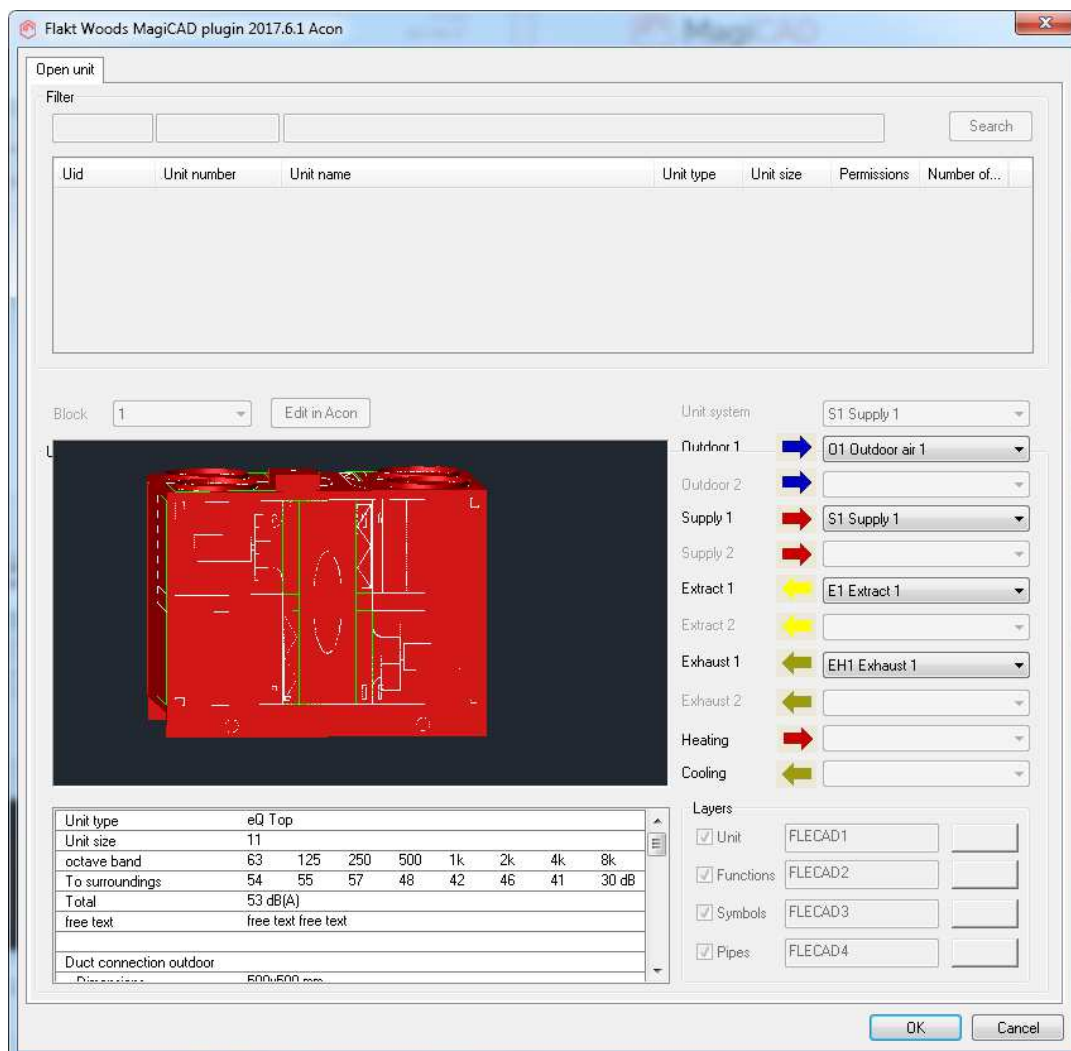 Flakt Woods MagiCAD plugin 2017.6.1 Acon
MagiCAD
Open unit
Filter
Search
Uid Unit number Unit name Unit type Unit size Permissions Number of...
Block 1 Edit in Acon
Unit system S1 Supply 1
Outdoor 1 O1 Outdoor air 1
Outdoor 2
Supply 1 S1 Supply 1
Supply 2
Extract 1 E1 Extract 1
Extract 2
Exhaust 1 EH1 Exhaust 1
Exhaust 2
Heating
Cooling
Unit type eQ Top
Unit size 11
octave band 63 125 250 500 1k 2k 4k 8k
To surroundings 54 55 57 48 42 46 41 30 dB
Total 53 dB(A)
free text free text free text
Duct connection outdoor
Dimensions 500x500 mm
Layers
Unit FLECAD1
Functions FLECAD2
Symbols FLECAD3
Pipes FLECAD4
OK Cancel